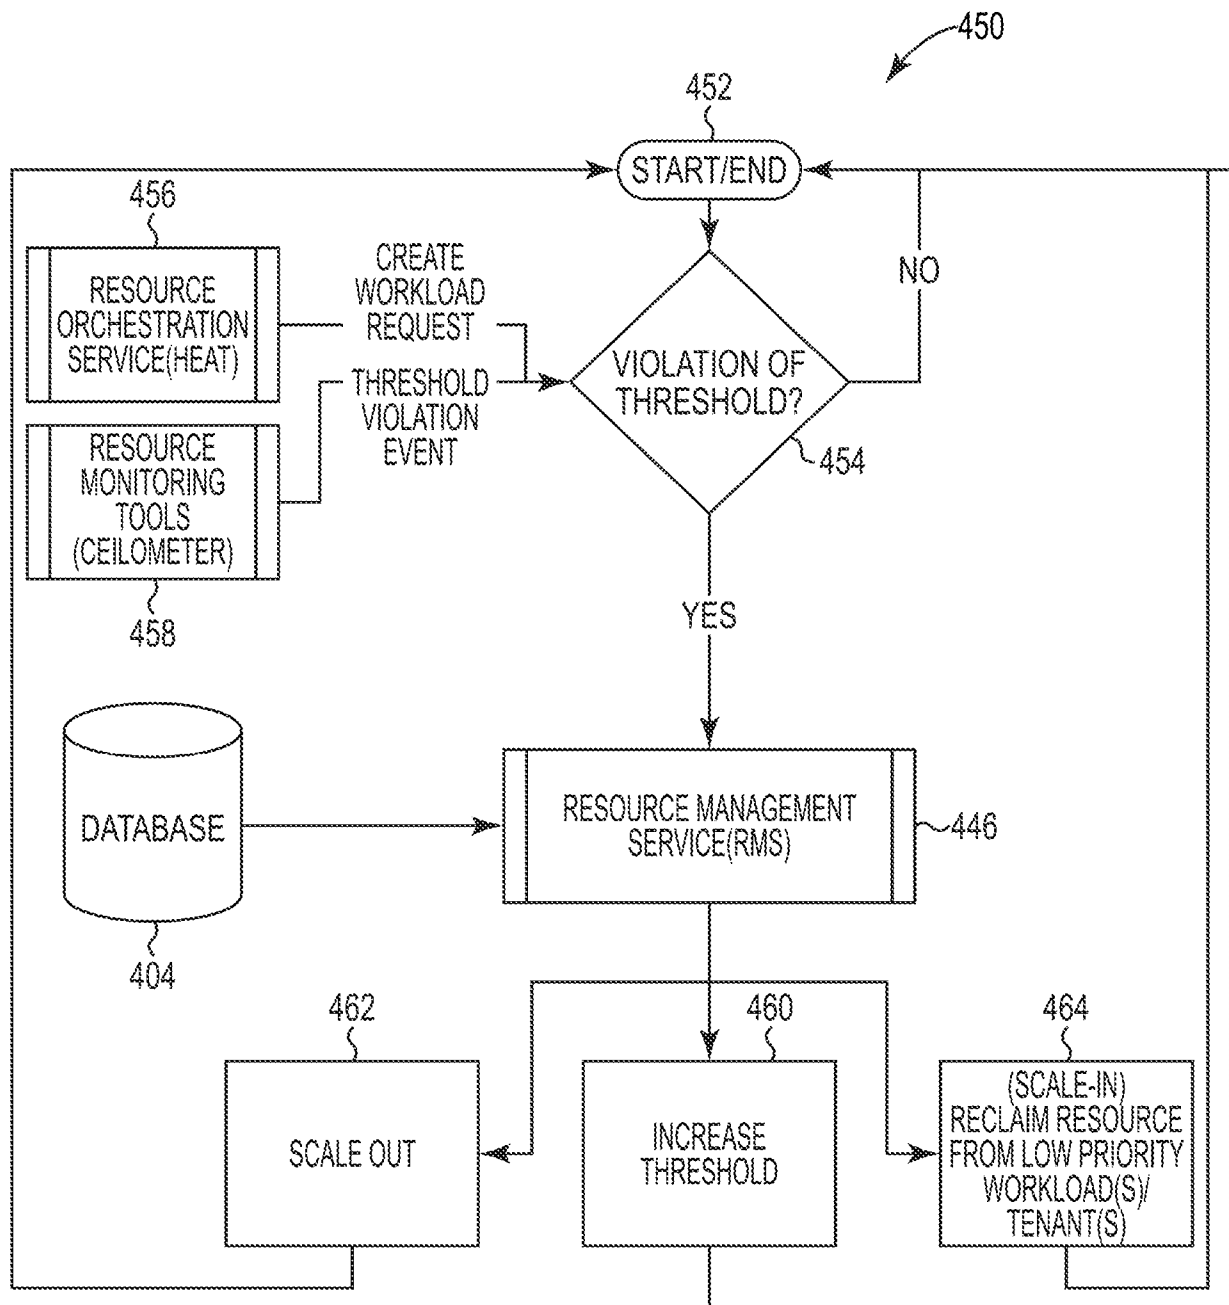 450
452
START/END
456
RESOURCE
ORCHESTRATION
SERVICE(HEAT)
CREATE
WORKLOAD
REQUEST
NO
VIOLATION OF
THRESHOLD?
THRESHOLD
VIOLATION
EVENT
454
RESOURCE
MONITORING
TOOLS
(CEILOMETER)
458
YES
DATABASE
404
RESOURCE MANAGEMENT
SERVICE(RMS)
446
462
SCALE OUT
460
INCREASE
THRESHOLD
464
(SCALE-IN)
RECLAIM RESOURCE
FROM LOW PRIORITY
WORKLOAD(S)/
TENANT(S)